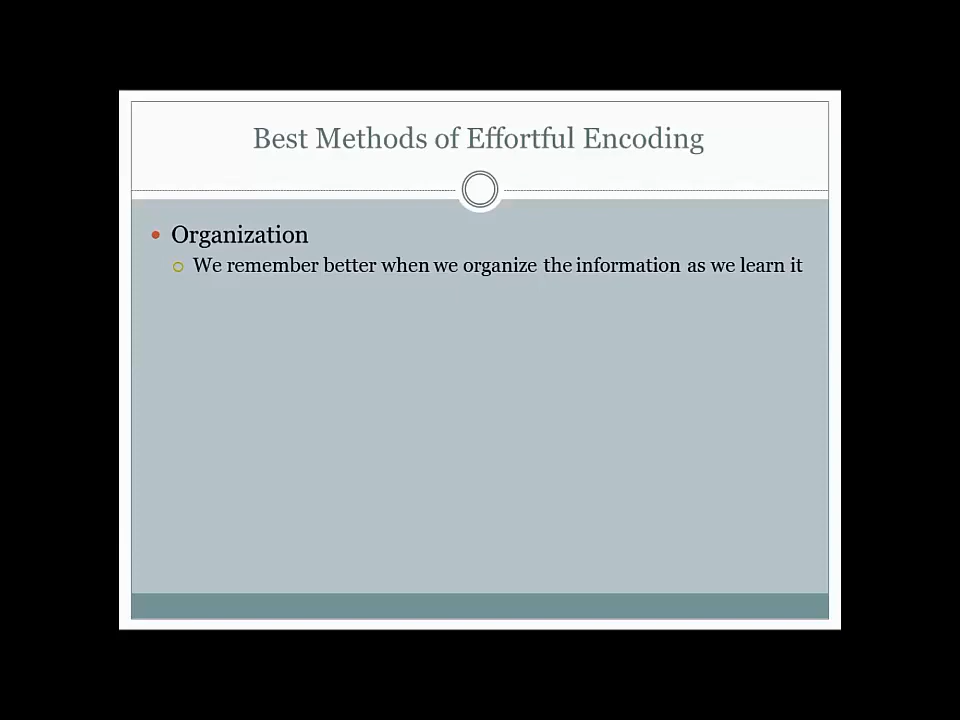 Best Methods of Effortful Encoding
Organization
We remember better when we organize the information as we learn it